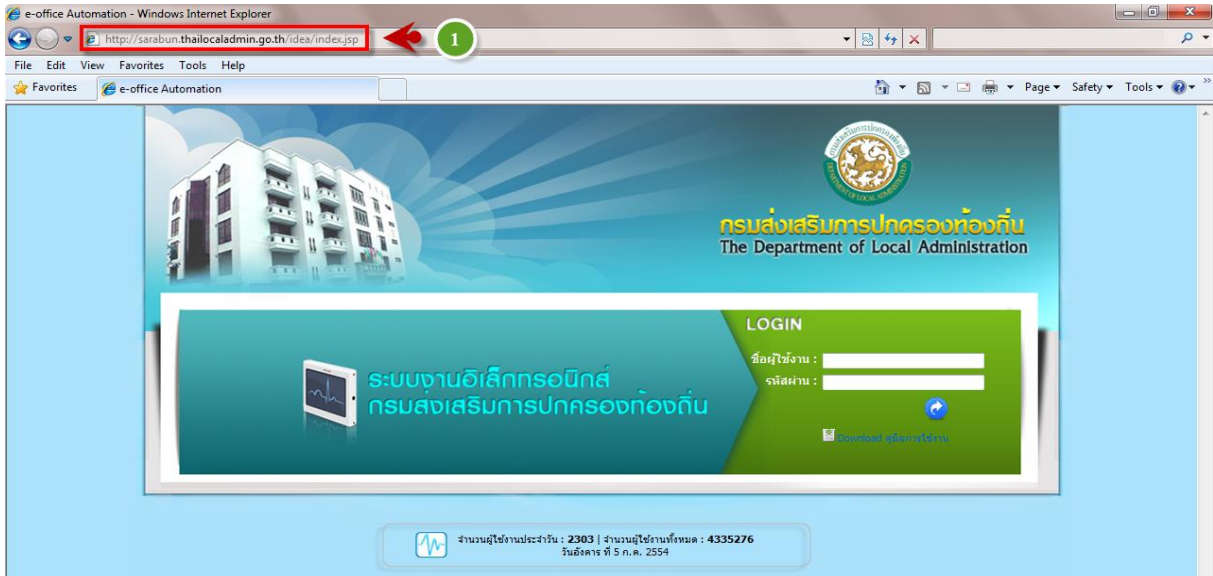 e-office Automation - Windows Internet Explorer
http://sarabun.thailocaladmin.go.th/idea/index.jsp
1
File Edit View Favorites Tools Help
Favorites e-office Automation Page Safety Tools
กรมส่งเสริมการปกครองท้องถิ่น
The Department of Local Administration
LOGIN
ชื่อผู้ใช้งาน :
รหัสผ่าน :
ระบบงานอิเล็กทรอนิกส์
กรมส่งเสริมการปกครองท้องถิ่น
Download คู่มือการใช้งาน
จำนวนผู้ใช้งานประจำวัน : 2303 | จำนวนผู้ใช้งานทั้งหมด : 4335276
วันอังคาร ที่ 5 ก.ค. 2554